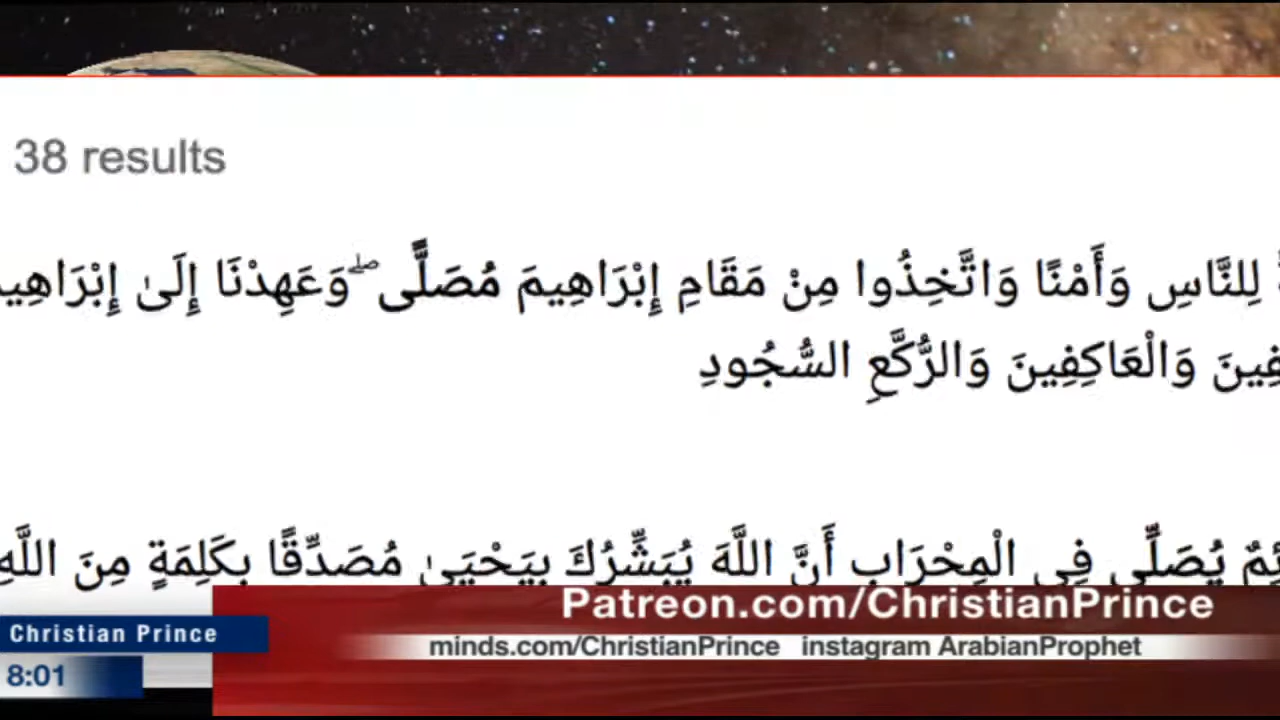 38 results
لِلنَّاسِ وَأَمْنًا وَاتَّخِذُوا مِنْ مَقَامِ إِبْرَاهِيمَ مُصَلًّى ۖ وَعَهِدْنَا إِلَىٰ
وَالْعَاكِفِينَ وَالرُّكَّعِ السُّجُودِ
يُصَلِّي فِي الْمِحْرَابِ أَنَّ اللَّهَ يُبَشِّرُكَ بِيَحْيَىٰ مُصَدِّقًا بِكَلِمَةٍ مِنَ اللَّهِ
Patreon.com/ChristianPrince
Christian Prince
minds.com/ChristianPrince instagram ArabianProphet
8:01